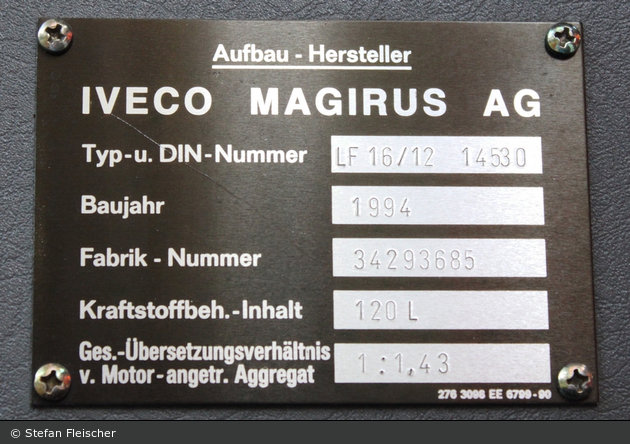 Aufbau - Hersteller
IVECO MAGIRUS AG
Typ-u. DIN-Nummer LF 16/12 14530
Baujahr 1994
Fabrik - Nummer 34293685
Kraftstoffbeh.-Inhalt 120 L
Ges.-Übersetzungsverhältnis
v. Motor-angetr. Aggregat 1:1,43
276 3098 EE 6799-90
© Stefan Fleischer